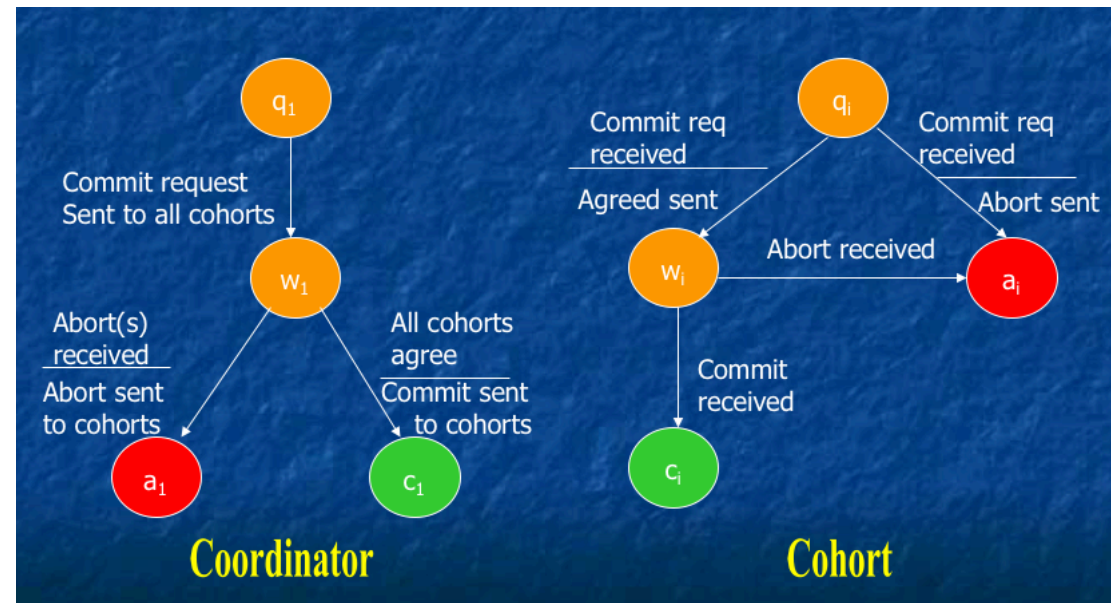 q₁
Commit request
Sent to all cohorts
w₁
Abort(s)
received
Abort sent
to cohorts
All cohorts
agree
Commit sent
to cohorts
a₁
c₁
Coordinator
qᵢ
Commit req
received
Agreed sent
Commit req
received
Abort sent
wᵢ
Abort received
aᵢ
Commit
received
cᵢ
Cohort